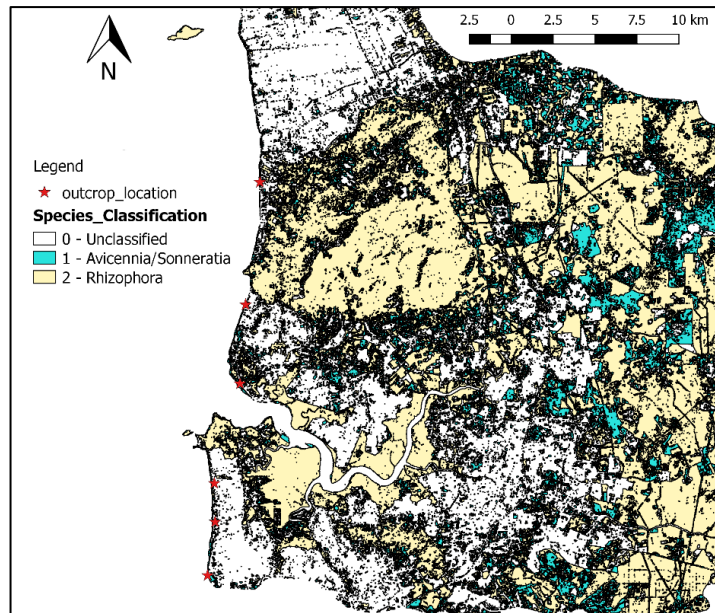 2.5 0 2.5 5 7.5 10 km
N
Legend
outcrop_location
Species_Classification
0 - Unclassified
1 - Avicennia/Sonneratia
2 - Rhizophora